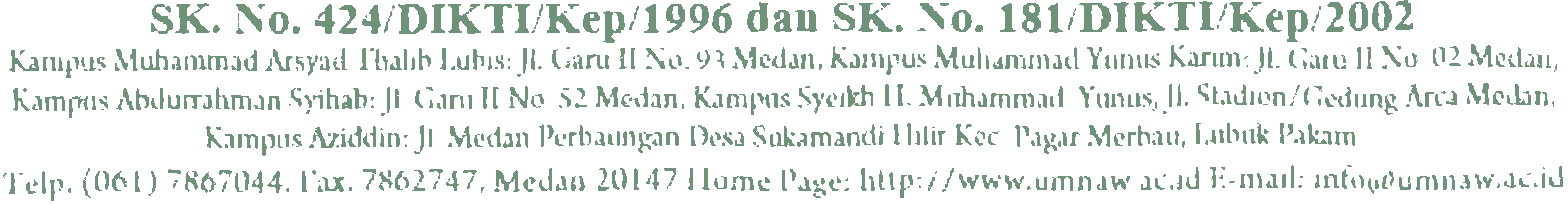 SK. No. 424/DIKTI/Kep/1996 dan SK. No. 181/DIKTI/Kep/2002
Kampus Muhammad Arsyad Thalib Lubis: Jl. Garu II No. 93 Medan, Kampus Muhammad Yunus Karim: Jl. Garu II No. 02 Medan,
Kampus Abdurrahman Syihab: Jl. Garu II No. 52 Medan, Kampus Syeikh H. Muhammad Yunus, Jl. Stadion/Gedung Arca Medan,
Kampus Aziddin: Jl. Medan Perbaungan Desa Sukamandi Hilir Kec. Pagar Merbau, Lubuk Pakam
Telp. (061) 7867044, Fax. 7862747, Medan 20147 Home Page: http://www.umnaw.ac.id E-mail: info@umnaw.ac.id